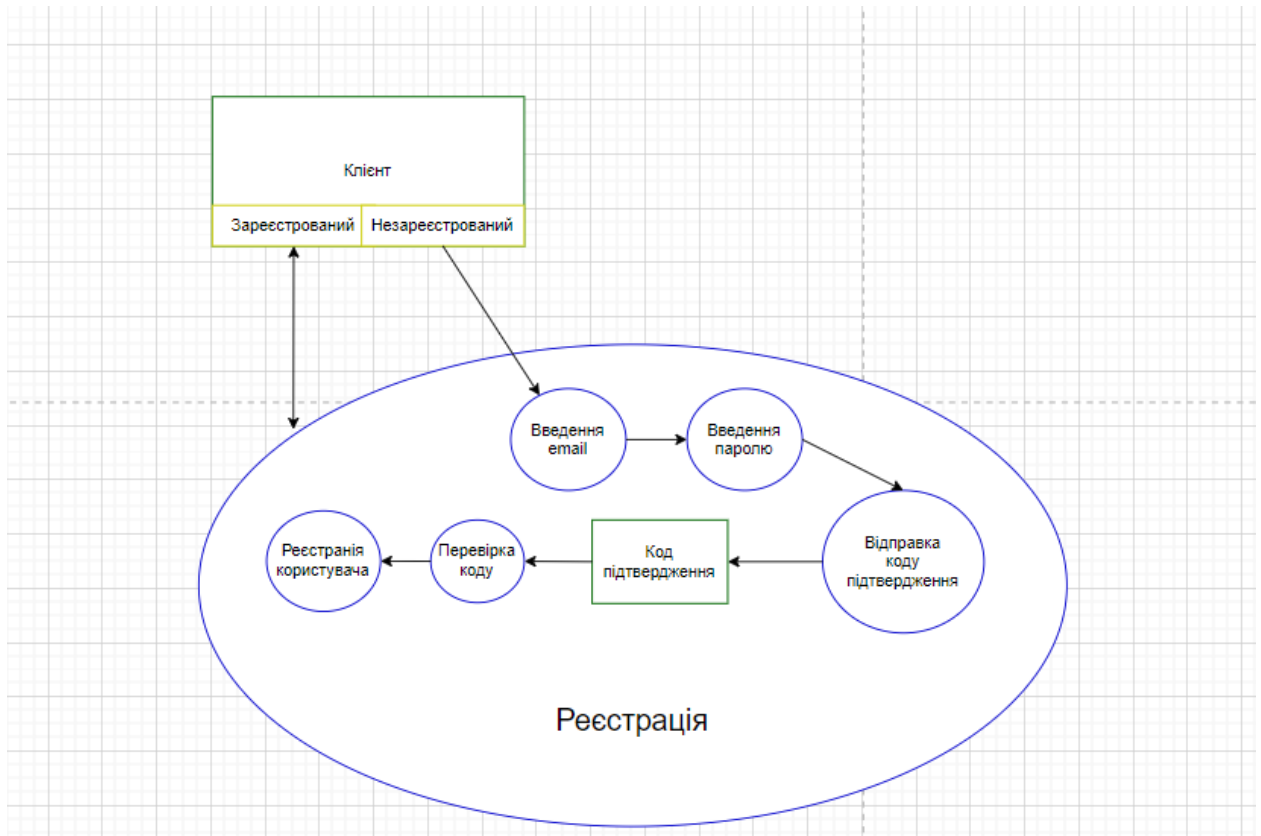 Клієнт
Зареєстрований
Незареєстрований
Введення
email
Введення
паролю
Реєстранія
користувача
Перевірка
коду
Код
підтвердження
Відправка
коду
підтвердження
Реєстрація